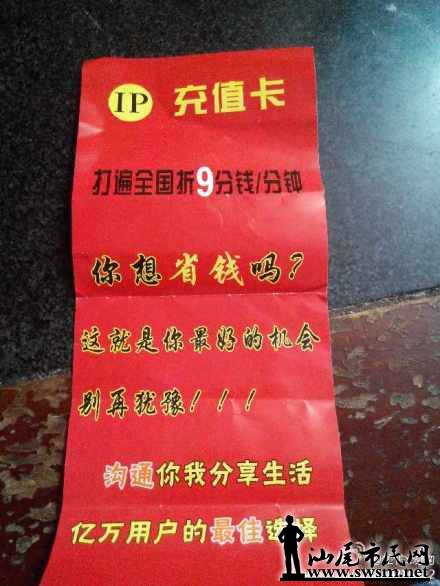 IP 充值卡
打遍全国折9分钱/分钟
你想省钱吗？
这就是你最好的机会
别再犹豫！！！
沟通你我分享生活
亿万用户的最佳选择
汕尾市民网
www.swsm.net